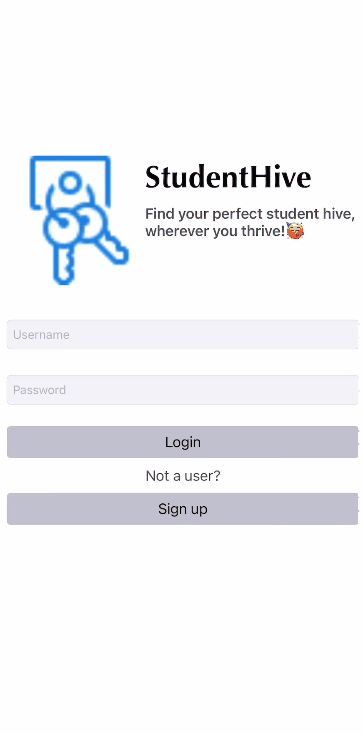 StudentHive
Find your perfect student hive,
wherever you thrive!👹
Username
Password
Login
Not a user?
Sign up